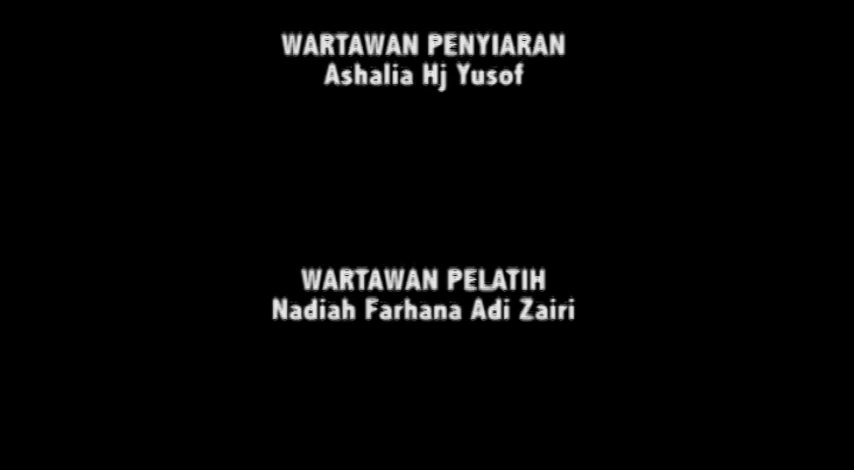 WARTAWAN PENYIARAN
Ashalia Hj Yusof
WARTAWAN PELATIH
Nadiah Farhana Adi Zairi